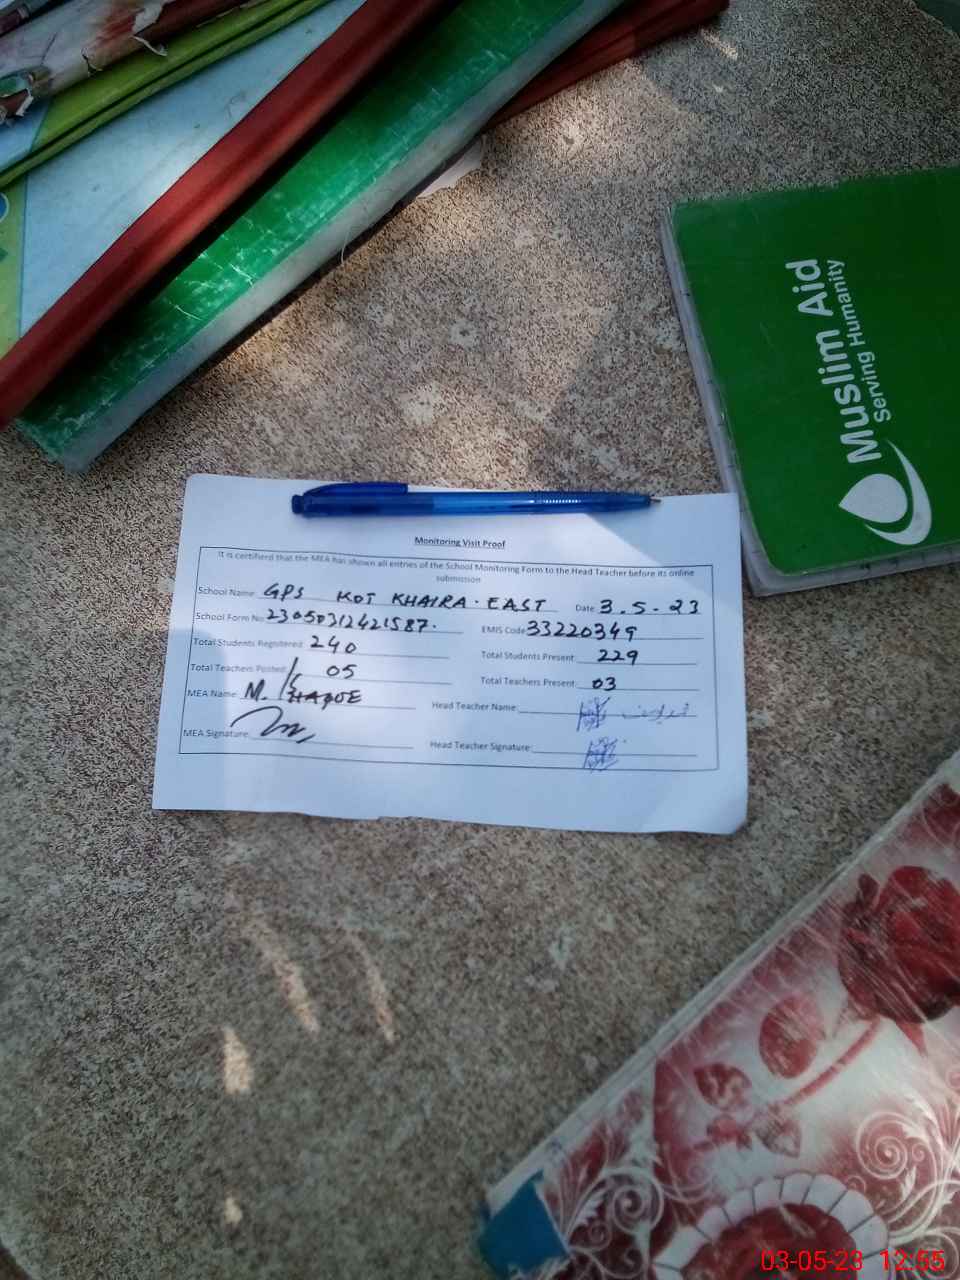 Muslim Aid
Serving Humanity
Monitoring Visit Proof
It is certifierd that the MEA has shown all entries of the School Monitoring Form to the Head Teacher before its online
submission
School Name: GPS KOT KHAIRA. EAST Date: 3.5-23
School Form No: 23050312421587. EMIS Code: 33220349
Total Students Registered: 240 Total Students Present: 229
Total Teachers Posted: 05 Total Teachers Present: 03
MEA Name: M. HAQUE Head Teacher Name:
MEA Signature: Head Teacher Signature:
03-05-23 12:55